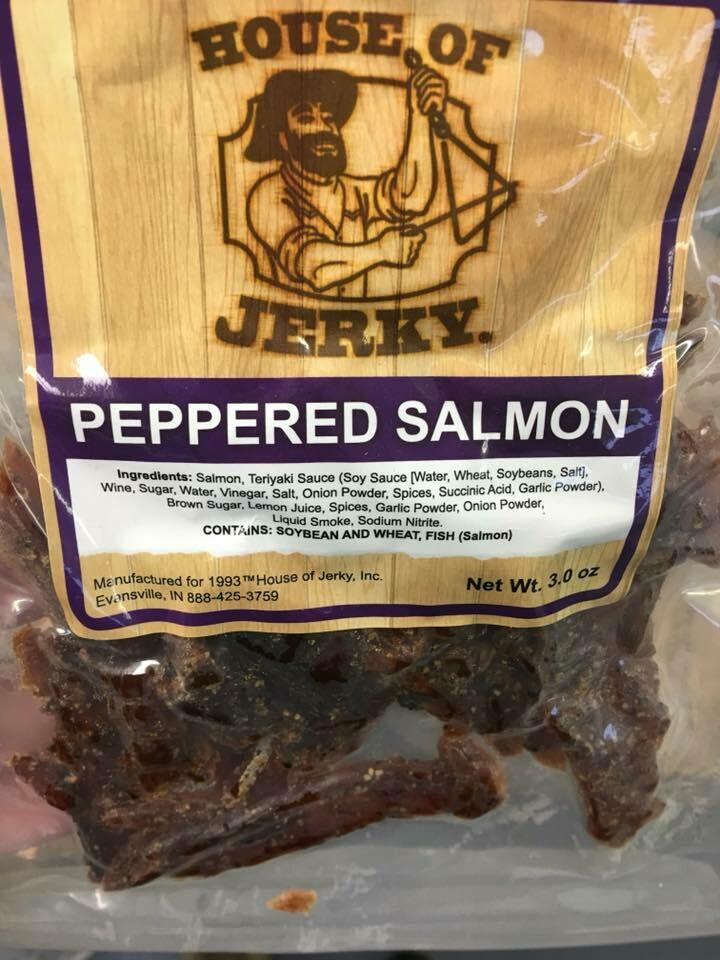 HOUSE OF
JERKY.
PEPPERED SALMON
Ingredients: Salmon, Teriyaki Sauce (Soy Sauce [Water, Wheat, Soybeans, Salt],
Wine, Sugar, Water, Vinegar, Salt, Onion Powder, Spices, Succinic Acid, Garlic Powder),
Brown Sugar, Lemon Juice, Spices, Garlic Powder, Onion Powder,
Liquid Smoke, Sodium Nitrite.
CONTAINS: SOYBEAN AND WHEAT, FISH (Salmon)
Manufactured for 1993™House of Jerky, Inc.
Evansville, IN 888-425-3759
Net Wt. 3.0 oz